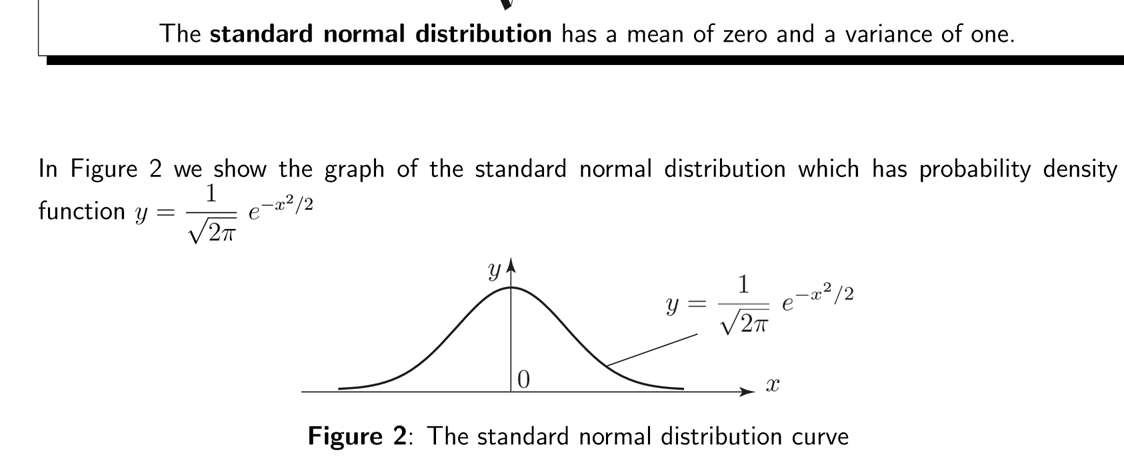 The standard normal distribution has a mean of zero and a variance of one.
In Figure 2 we show the graph of the standard normal distribution which has probability density
function y = 1/√2π e^{-x²/2}
y
y = 1/√2π e^{-x²/2}
0
x
Figure 2: The standard normal distribution curve